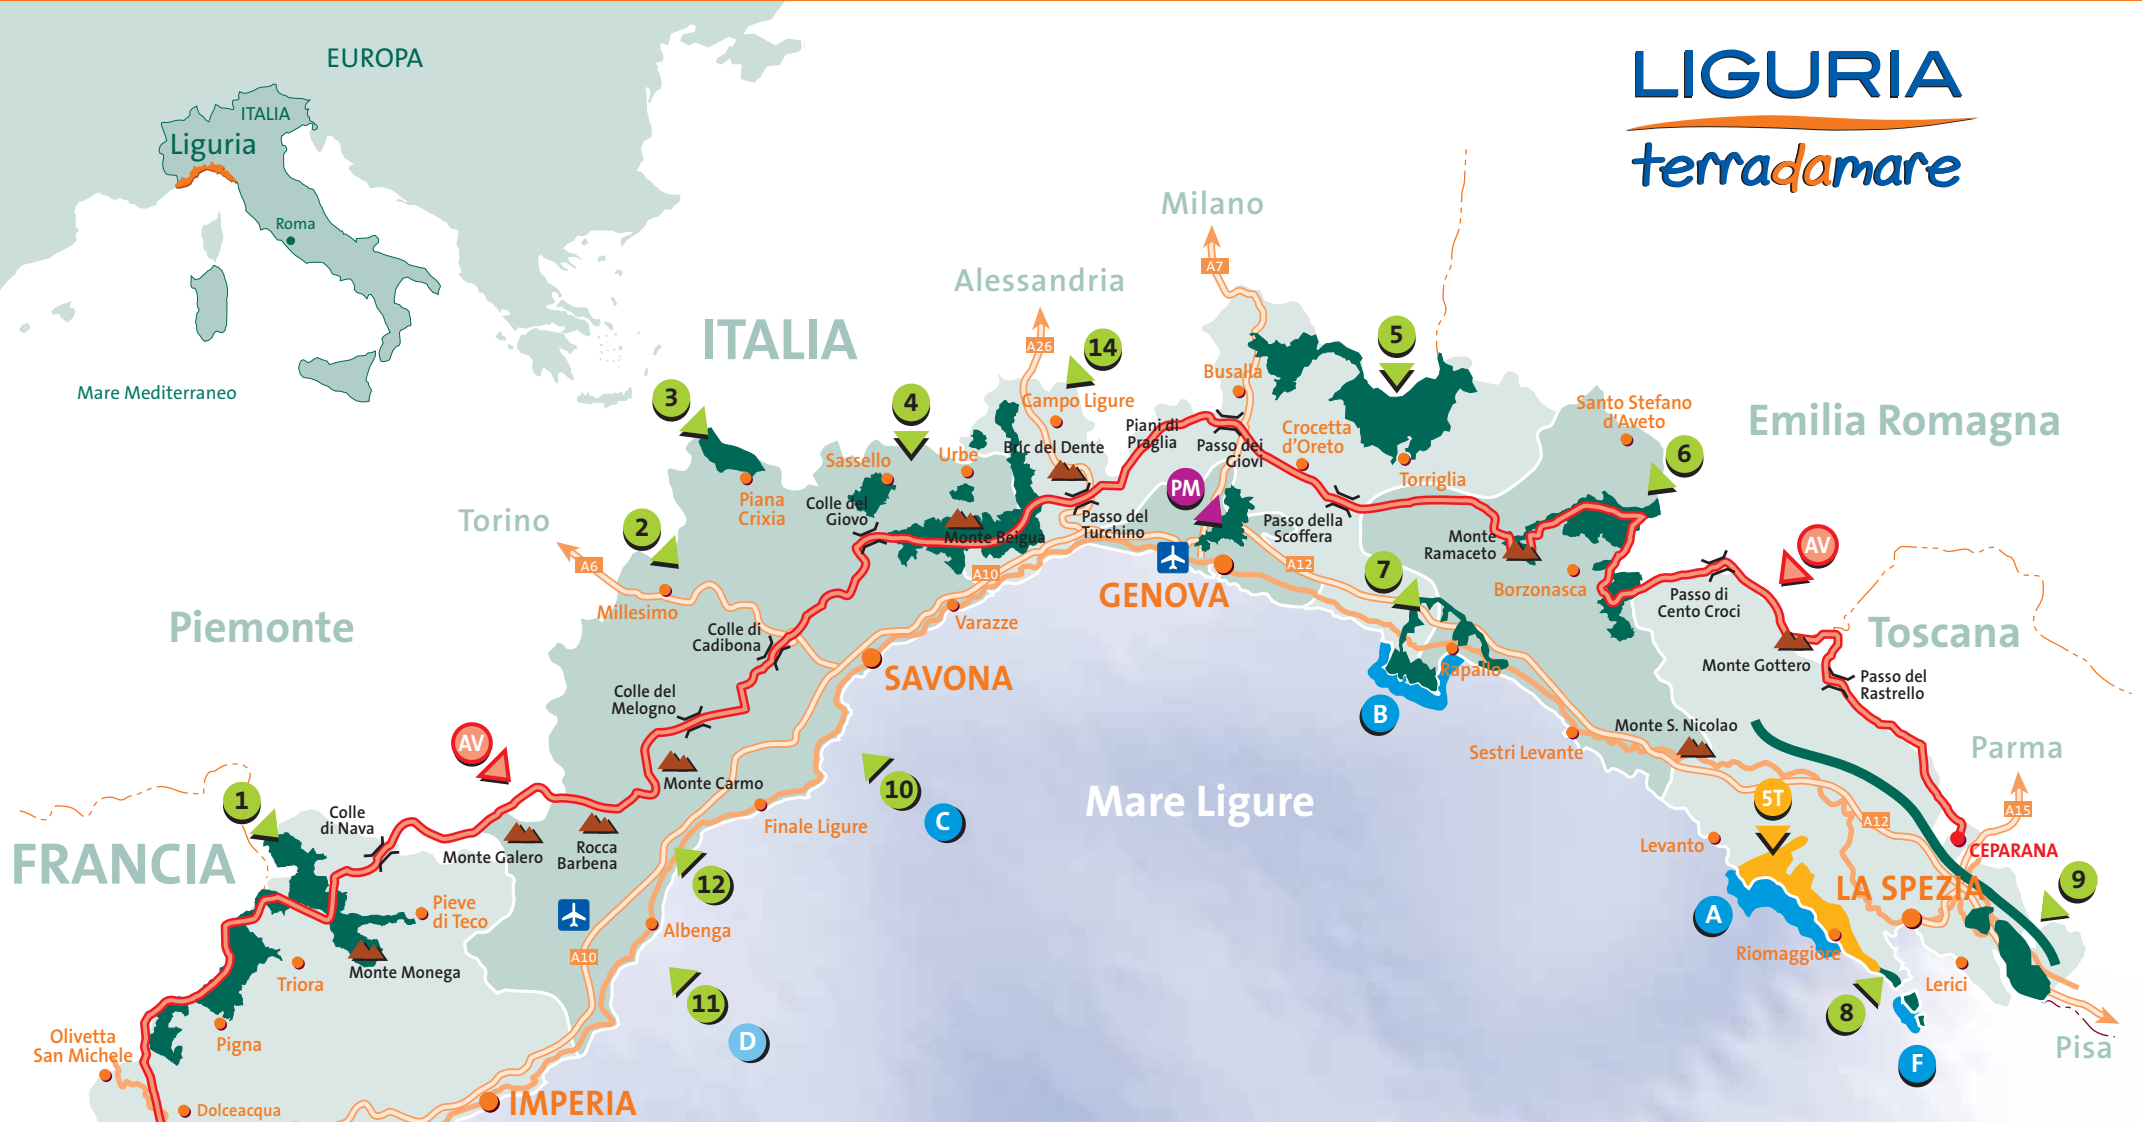 EUROPA
ITALIA
Liguria
Roma
Mare Mediterraneo
LIGURIA
terradamare
Milano
A7
Alessandria
A26
ITALIA
14
5
3
4
Busalla
Campo Ligure
Santo Stefano
d'Aveto
Emilia Romagna
Piani di
Praglia
Passo dei
Giovi
Crocetta
d'Oreto
Bric del Dente
Urbe
Sassello
6
Torriglia
Piana
Crixia
Colle del
Giovo
PM
Torino
2
A6
Monte Beigua
Passo del
Turchino
Passo della
Scoffera
Monte
Ramaceto
AV
A10
A12
7
GENOVA
Borzonasca
Passo di
Cento Croci
Millesimo
Varazze
Piemonte
Colle di
Cadibona
Toscana
SAVONA
Rapallo
Monte Gottero
Passo del
Rastrello
Colle del
Melogno
B
Monte S. Nicolao
Sestri Levante
AV
Parma
Monte Carmo
10
C
Mare Ligure
5T
1
Colle
di Nava
A12
A15
Finale Ligure
Monte Galero
Rocca
Barbena
Levanto
CEPARANA
FRANCIA
12
LA SPEZIA
9
Pieve
di Teco
A
Albenga
A10
Riomaggiore
Monte Monega
Triora
Lerici
11
8
Olivetta
San Michele
Pigna
D
Pisa
F
IMPERIA
Dolceacqua